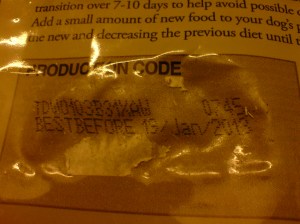 transition over 7-10 days to help avoid possible
Add a small amount of new food to your dog's
the new and decreasing the previous diet until
PRODUCTION CODE
0745
BEST BEFORE 15/Jan/2013